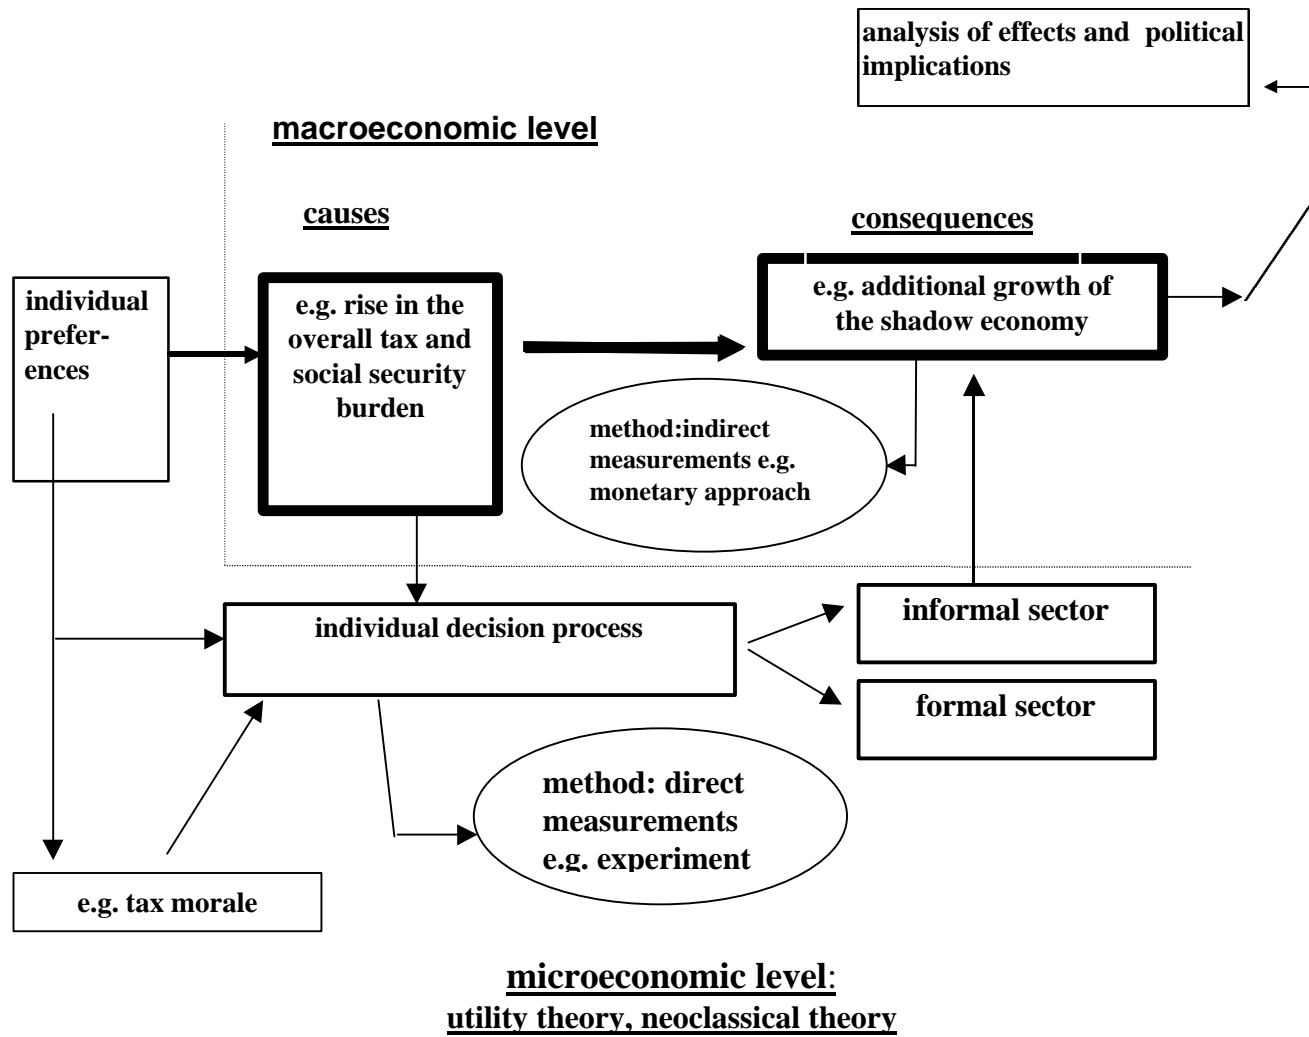 analysis of effects and political
implications
macroeconomic level
causes
consequences
individual
prefer-
ences
e.g. rise in the
overall tax and
social security
burden
e.g. additional growth of
the shadow economy
method:indirect
measurements e.g.
monetary approach
individual decision process
informal sector
formal sector
method: direct
measurements
e.g. experiment
e.g. tax morale
microeconomic level:
utility theory, neoclassical theory